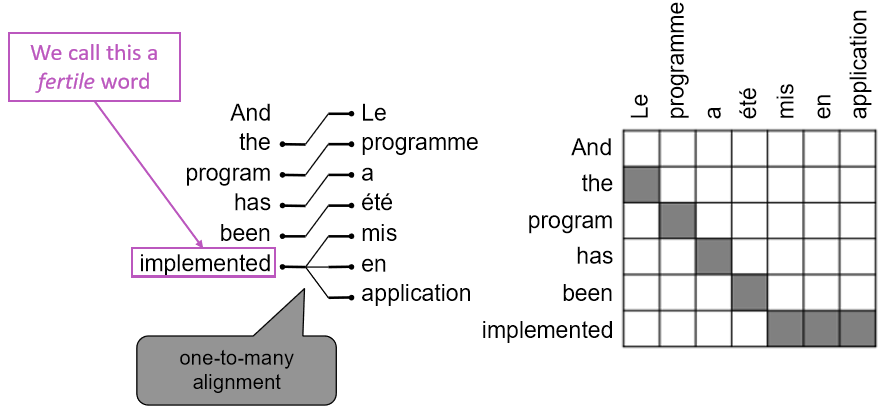 We call this a
fertile word
And
the
program
has
been
implemented
Le
programme
a
été
mis
en
application
one-to-many
alignment
Le
programme
a
été
mis
en
application
And
the
program
has
been
implemented